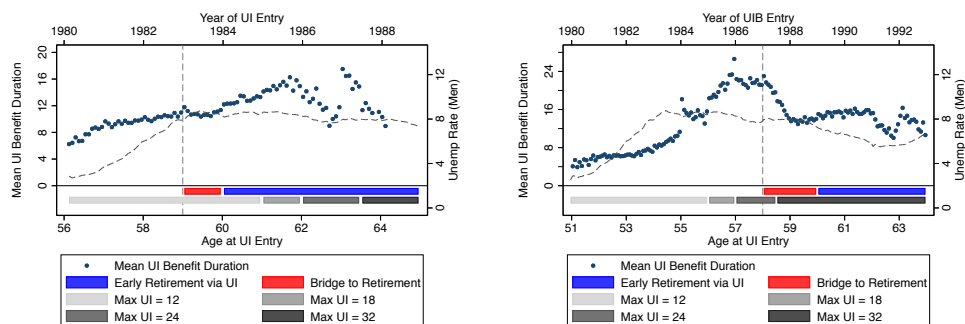 Year of UI Entry
1980 1982 1984 1986 1988
Mean UI Benefit Duration
20
16
12
8
4
0
12
8
4
0
Unemp Rate (Men)
56 58 60 62 64
Age at UI Entry
Mean UI Benefit Duration
Early Retirement via UI Bridge to Retirement
Max UI = 12 Max UI = 18
Max UI = 24 Max UI = 32
Year of UIB Entry
1980 1982 1984 1986 1988 1990 1992
Mean UI Benefit Duration
24
16
8
0
12
8
4
0
Unemp Rate (Men)
51 53 55 57 59 61 63
Age at UI Entry
Mean UI Benefit Duration
Early Retirement via UI Bridge to Retirement
Max UI = 12 Max UI = 18
Max UI = 24 Max UI = 32